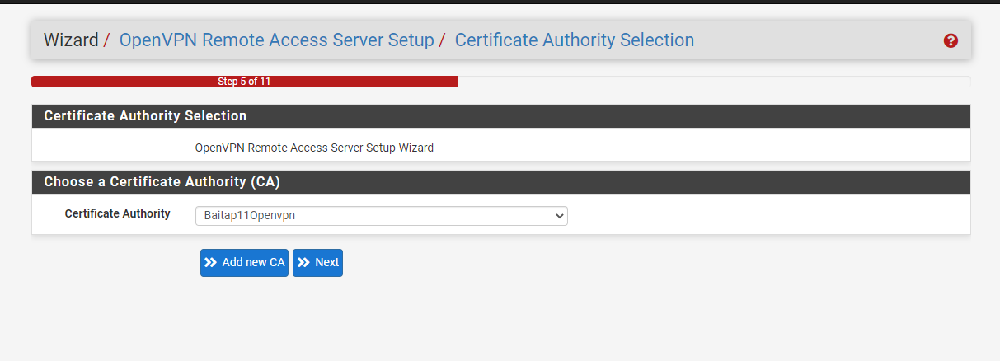 Wizard / OpenVPN Remote Access Server Setup / Certificate Authority Selection
Step 5 of 11
Certificate Authority Selection
OpenVPN Remote Access Server Setup Wizard
Choose a Certificate Authority (CA)
Certificate Authority Baitap11Openvpn
Add new CA Next